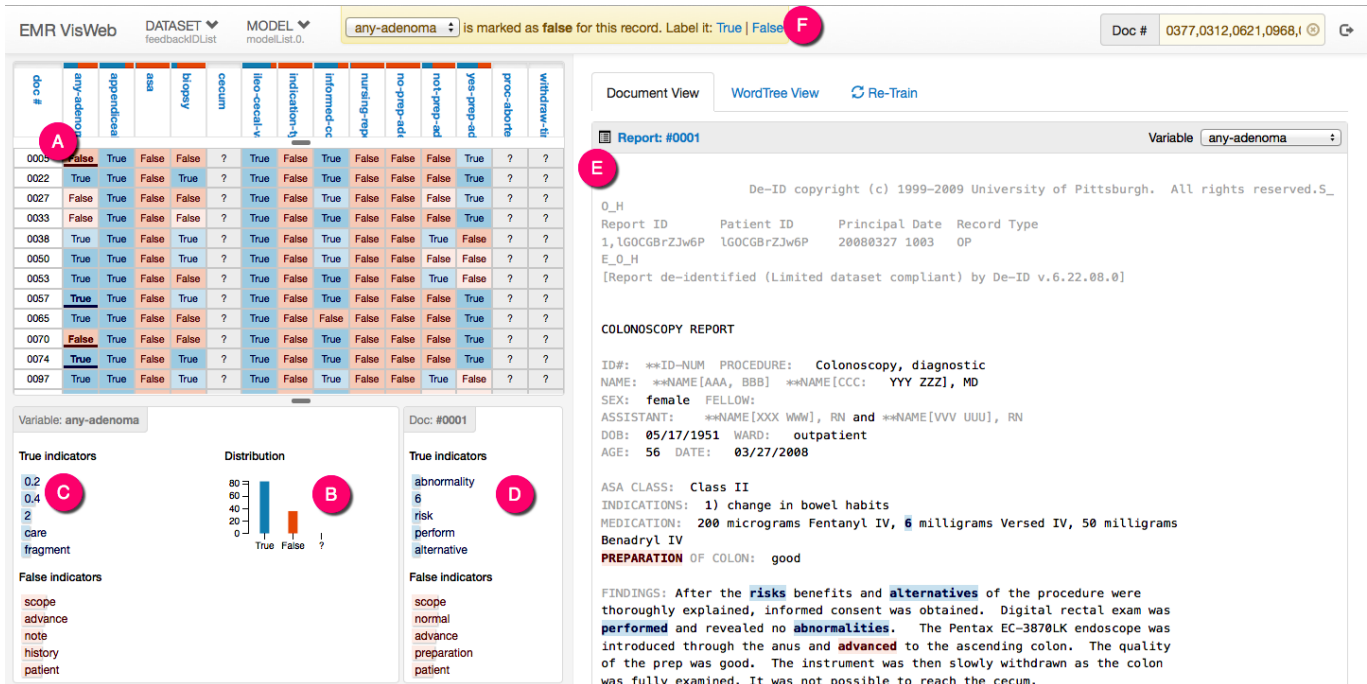 EMR VisWeb DATASET MODEL any-adenoma is marked as false for this record. Label it: True | False F Doc # 0377,0312,0621,0968,(
feedbackIDList modelList.0.
doc # any-adenom appendicea asa biopsy cecum ileo-cecal-v indication-ty informed-co nursing-repo no-prep-ade not-prep-ad yes-prep-ad proc-aborte withdraw-tir
A
0005 False True False False ? True False True False False False True ? ?
0022 True True False True ? True False True False False False True ? ?
0027 False True False False ? True False True False False False True ? ?
0033 False True False False ? True False True False False False True ? ?
0038 True True False True ? True False True False False True False ? ?
0050 True True False True ? True False True False False False False ? ?
0053 True True False False ? True False True False False True False ? ?
0057 True True False True ? True False True False False False True ? ?
0065 True True False False ? True False False False False False True ? ?
0070 False True False False ? True False True False False False True ? ?
0074 True True False True ? True False True False False False True ? ?
0097 True True False True ? True False True False False True False ? ?
Variable: any-adenoma
True indicators
0.2
0.4
2
care
fragment
C
False indicators
scope
advance
note
history
patient
Distribution
80
60
40
20
0
True False ?
B
Doc: #0001
True indicators
abnormality
6
risk
perform
alternative
D
False indicators
scope
normal
advance
preparation
patient
Document View WordTree View Re-Train
Report: #0001 Variable any-adenoma
E
De-ID copyright (c) 1999-2009 University of Pittsburgh. All rights reserved.S_
O_H
Report ID Patient ID Principal Date Record Type
1,lGOCGBrZJw6P lGOCGBrZJw6P 20080327 1003 OP
E_O_H
[Report de-identified (Limited dataset compliant) by De-ID v.6.22.08.0]
COLONOSCOPY REPORT
ID#: **ID-NUM PROCEDURE: Colonoscopy, diagnostic
NAME: **NAME[AAA, BBB] **NAME[CCC: YYY ZZZ], MD
SEX: female FELLOW:
ASSISTANT: **NAME[XXX WWW], RN and **NAME[VVV UUU], RN
DOB: 05/17/1951 WARD: outpatient
AGE: 56 DATE: 03/27/2008
ASA CLASS: Class II
INDICATIONS: 1) change in bowel habits
MEDICATION: 200 micrograms Fentanyl IV, 6 milligrams Versed IV, 50 milligrams
Benadryl IV
PREPARATION OF COLON: good
FINDINGS: After the risks benefits and alternatives of the procedure were
thoroughly explained, informed consent was obtained. Digital rectal exam was
performed and revealed no abnormalities. The Pentax EC-3870LK endoscope was
introduced through the anus and advanced to the ascending colon. The quality
of the prep was good. The instrument was then slowly withdrawn as the colon
was fully examined. It was not possible to reach the cecum.